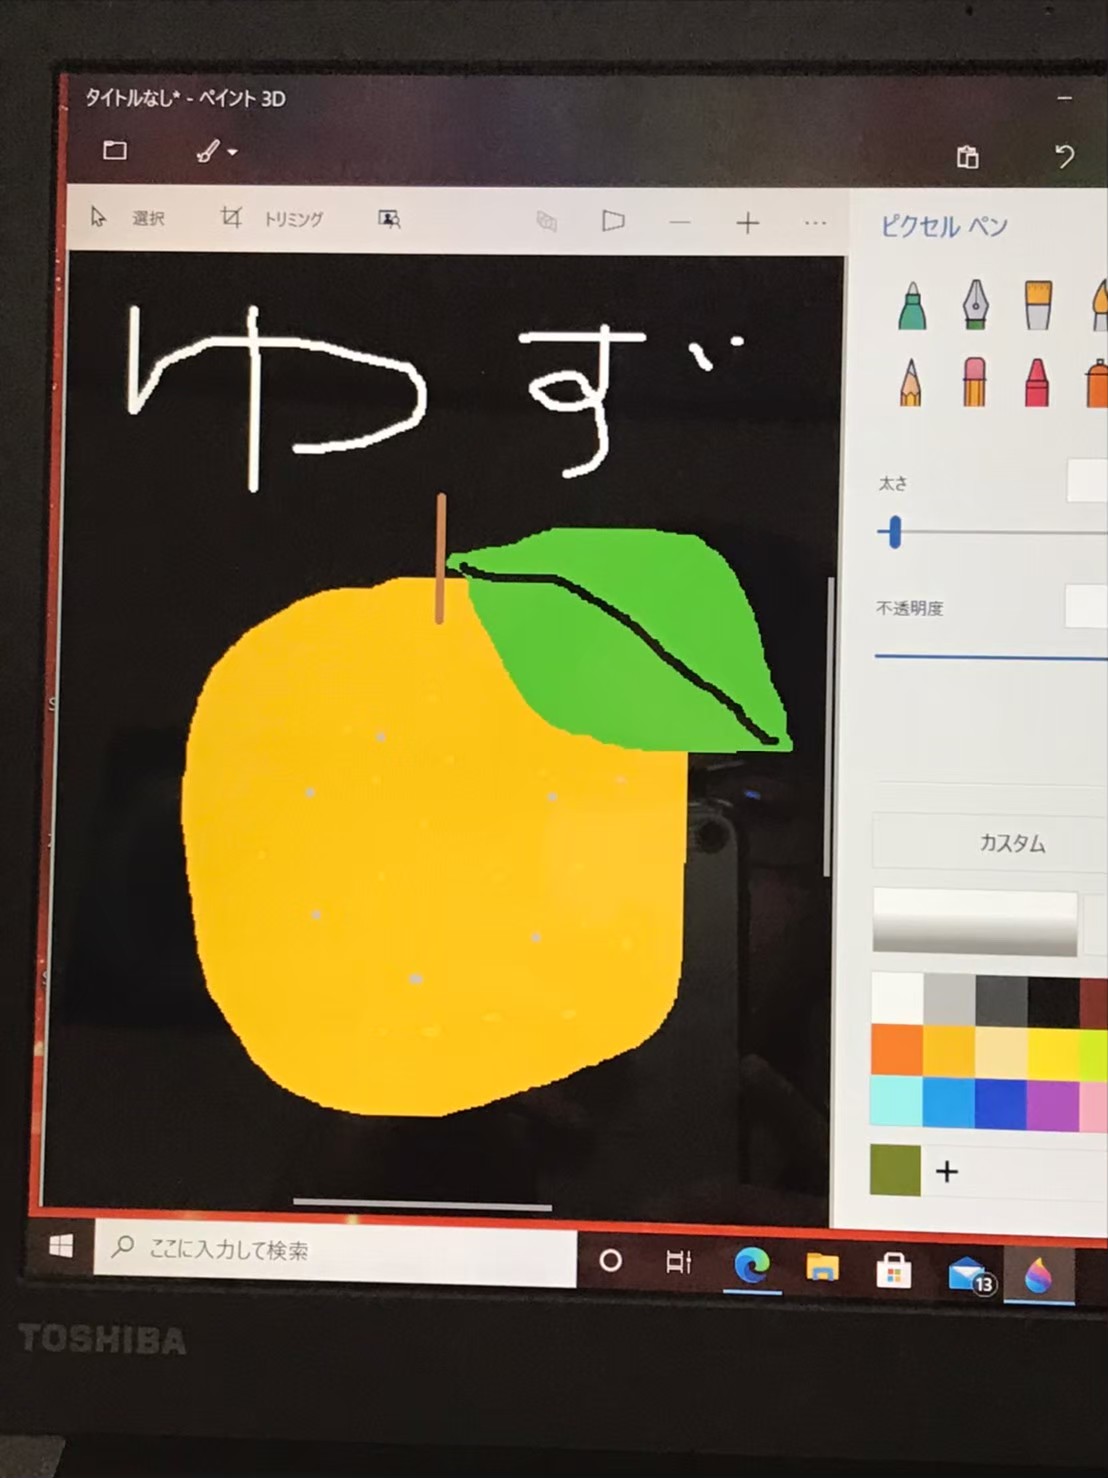 タイトルなし* - ペイント 3D
選択 トリミング ...
ピクセル ペン
ゆず
太さ
不透明度
カスタム
ここに入力して検索
13
TOSHIBA